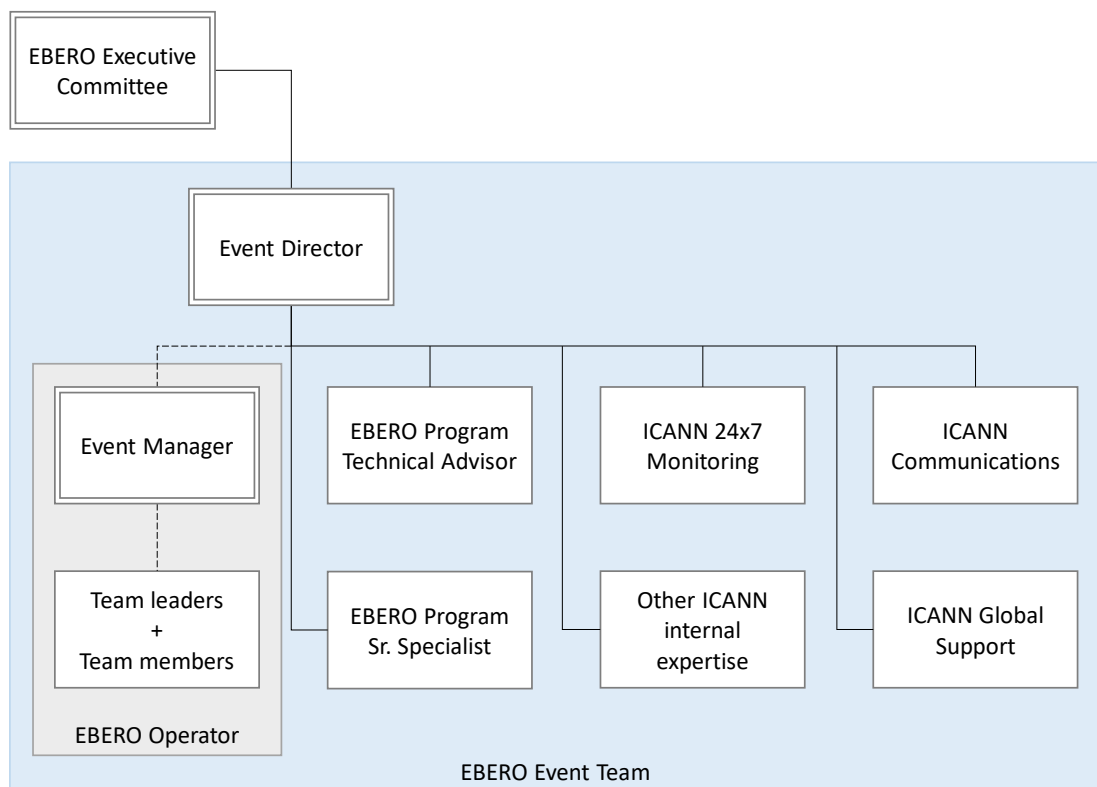 EBERO Executive
Committee
Event Director
Event Manager
EBERO Program
Technical Advisor
ICANN 24x7
Monitoring
ICANN
Communications
Team leaders
+
Team members
EBERO Program
Sr. Specialist
Other ICANN
internal
expertise
ICANN Global
Support
EBERO Operator
EBERO Event Team